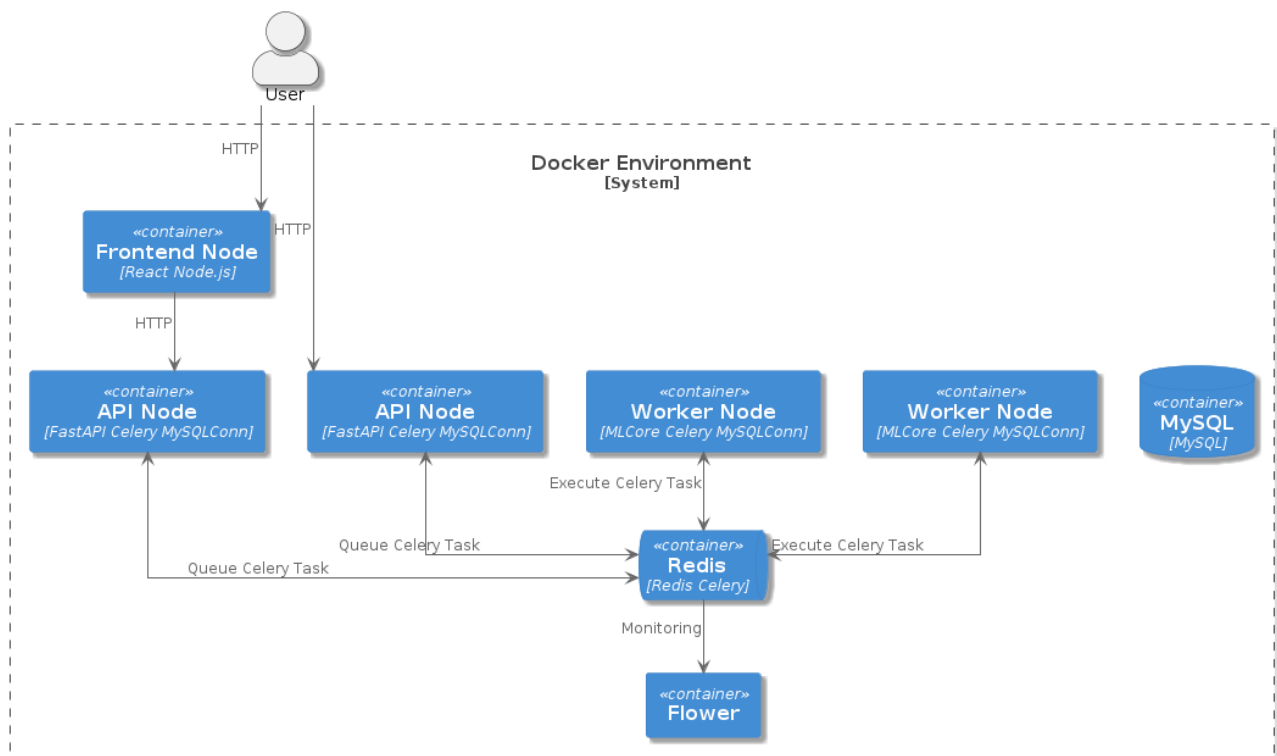 User
HTTP
Docker Environment
[System]
«container»
Frontend Node
[React Node.js]
HTTP
HTTP
«container»
API Node
[FastAPI Celery MySQLConn]
«container»
API Node
[FastAPI Celery MySQLConn]
«container»
Worker Node
[MLCore Celery MySQLConn]
«container»
Worker Node
[MLCore Celery MySQLConn]
«container»
MySQL
[MySQL]
Execute Celery Task
Queue Celery Task
Execute Celery Task
Queue Celery Task
«container»
Redis
[Redis Celery]
Monitoring
«container»
Flower